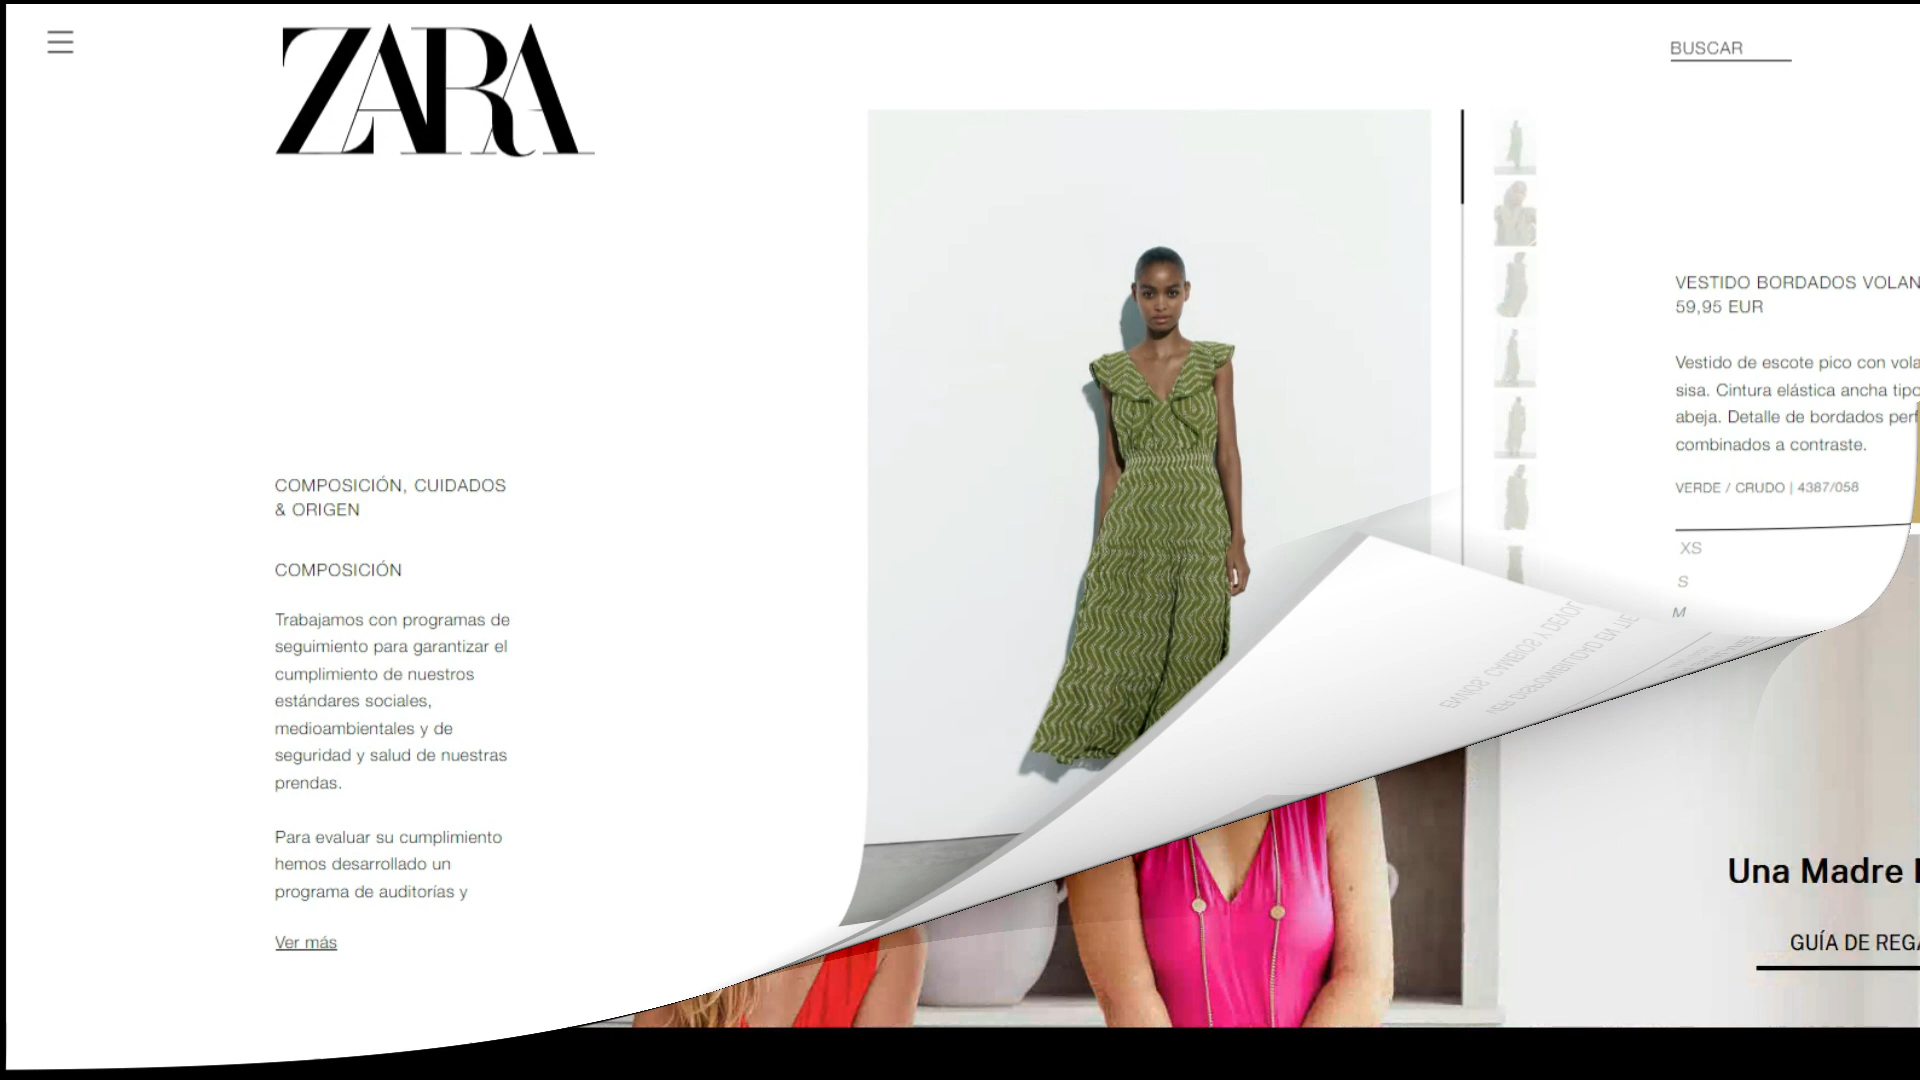 ZARA
BUSCAR
VESTIDO BORDADOS VOLAN
59,95 EUR
Vestido de escote pico con vola
sisa. Cintura elástica ancha tipo
abeja. Detalle de bordados perf
combinados a contraste.
VERDE / CRUDO | 4387/058
XS
S
M
COMPOSICIÓN, CUIDADOS
& ORIGEN
COMPOSICIÓN
Trabajamos con programas de
seguimiento para garantizar el
cumplimiento de nuestros
estándares sociales,
medioambientales y de
seguridad y salud de nuestras
prendas.
Para evaluar su cumplimiento
hemos desarrollado un
programa de auditorías y
Ver más
Una Madre
GUÍA DE REGA